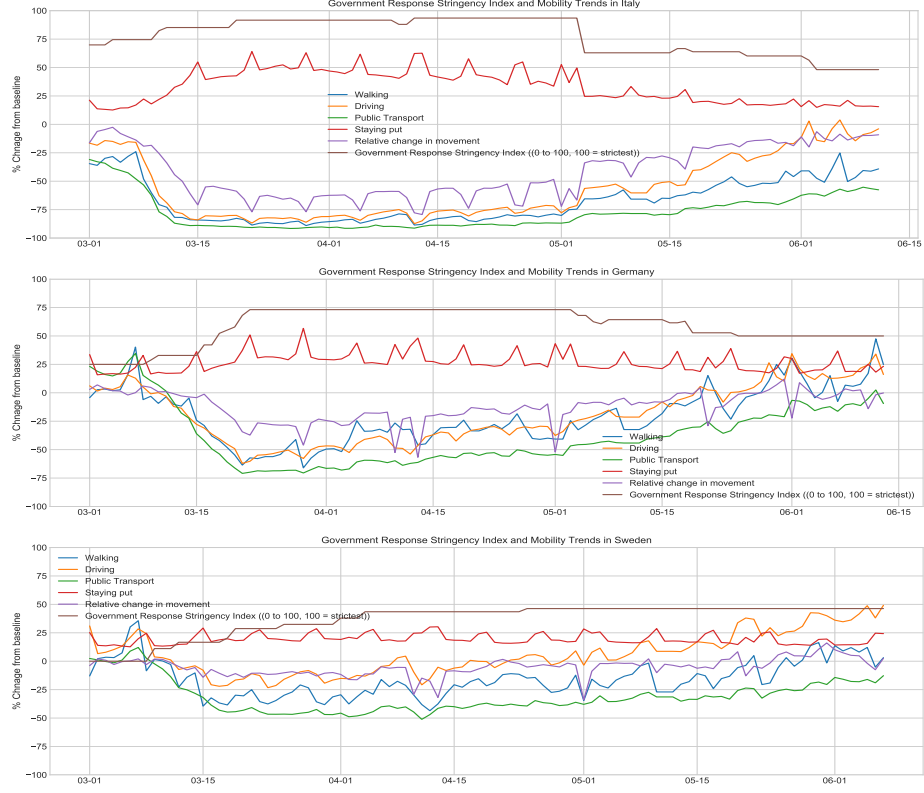 Government Response Stringency Index and Mobility Trends in Italy
% Chnage from baseline
100
75
50
25
0
−25
−50
−75
−100
Walking
Driving
Public Transport
Staying put
Relative change in movement
Government Response Stringency Index ((0 to 100, 100 = strictest))
03-01 03-15 04-01 04-15 05-01 05-15 06-01 06-15
Government Response Stringency Index and Mobility Trends in Germany
% Chnage from baseline
100
75
50
25
0
−25
−50
−75
−100
Walking
Driving
Public Transport
Staying put
Relative change in movement
Government Response Stringency Index ((0 to 100, 100 = strictest))
03-01 03-15 04-01 04-15 05-01 05-15 06-01
Government Response Stringency Index and Mobility Trends in Sweden
% Chnage from baseline
100
75
50
25
0
−25
−50
−75
−100
Walking
Driving
Public Transport
Staying put
Relative change in movement
Government Response Stringency Index ((0 to 100, 100 = strictest))
03-01 03-15 04-01 04-15 05-01 05-15 06-01